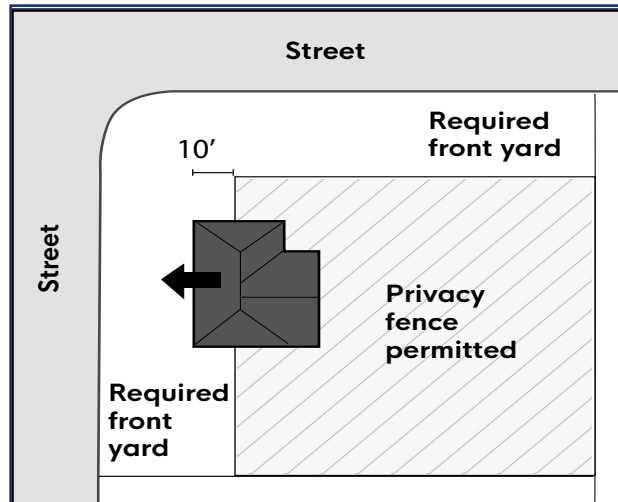 Street
Required
front yard
10’
Street
Privacy
fence
permitted
Required
front
yard